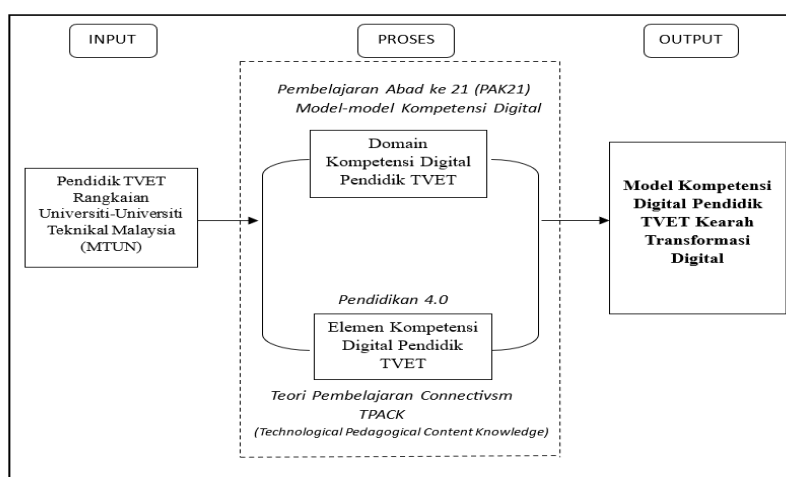 INPUT
PROSES
OUTPUT
Pembelajaran Abad ke 21 (PAK21)
Model-model Kompetensi Digital
Domain
Kompetensi Digital
Pendidik TVET
Pendidik TVET
Rangkaian
Universiti-Universiti
Teknikal Malaysia
(MTUN)
Model Kompetensi
Digital Pendidik
TVET Kearah
Transformasi
Digital
Pendidikan 4.0
Elemen Kompetensi
Digital Pendidik
TVET
Teori Pembelajaran Connectivsm
TPACK
(Technological Pedagogical Content Knowledge)